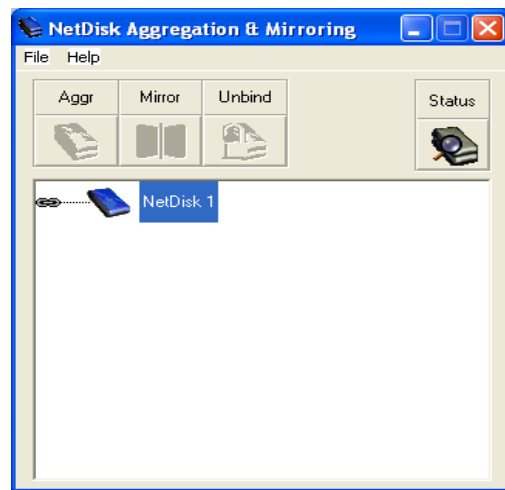 NetDisk Aggregation & Mirroring
File Help
Aggr Mirror Unbind Status
NetDisk 1